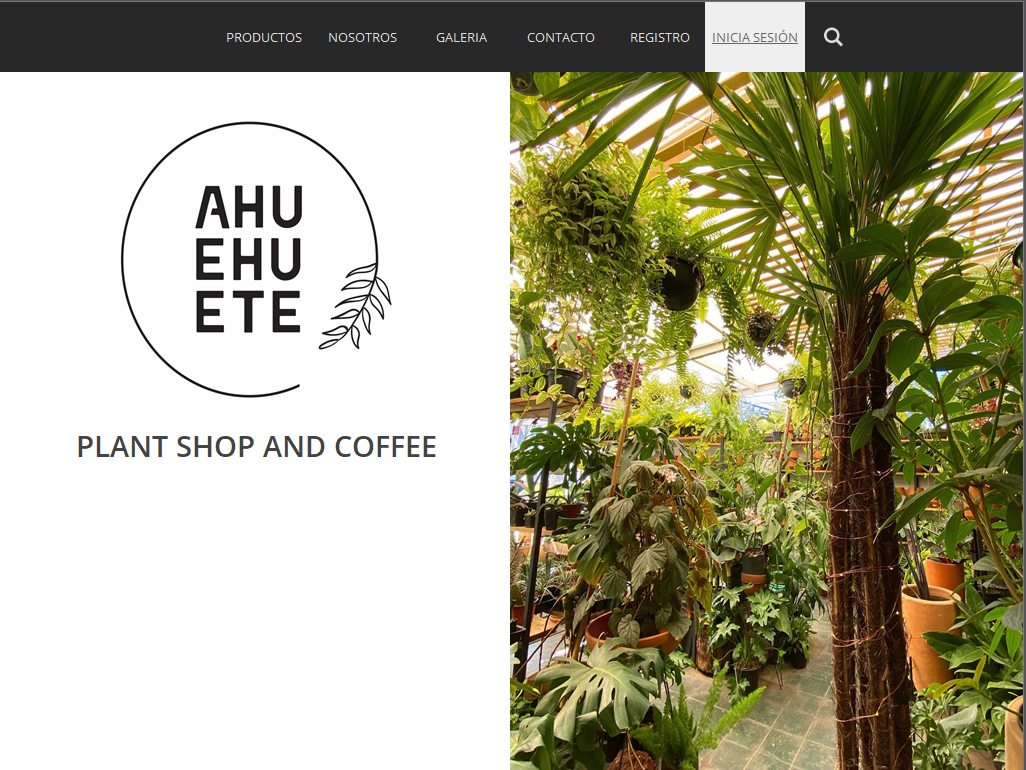 PRODUCTOS NOSOTROS GALERIA CONTACTO REGISTRO INICIA SESIÓN
AHU
EHU
ETE
PLANT SHOP AND COFFEE